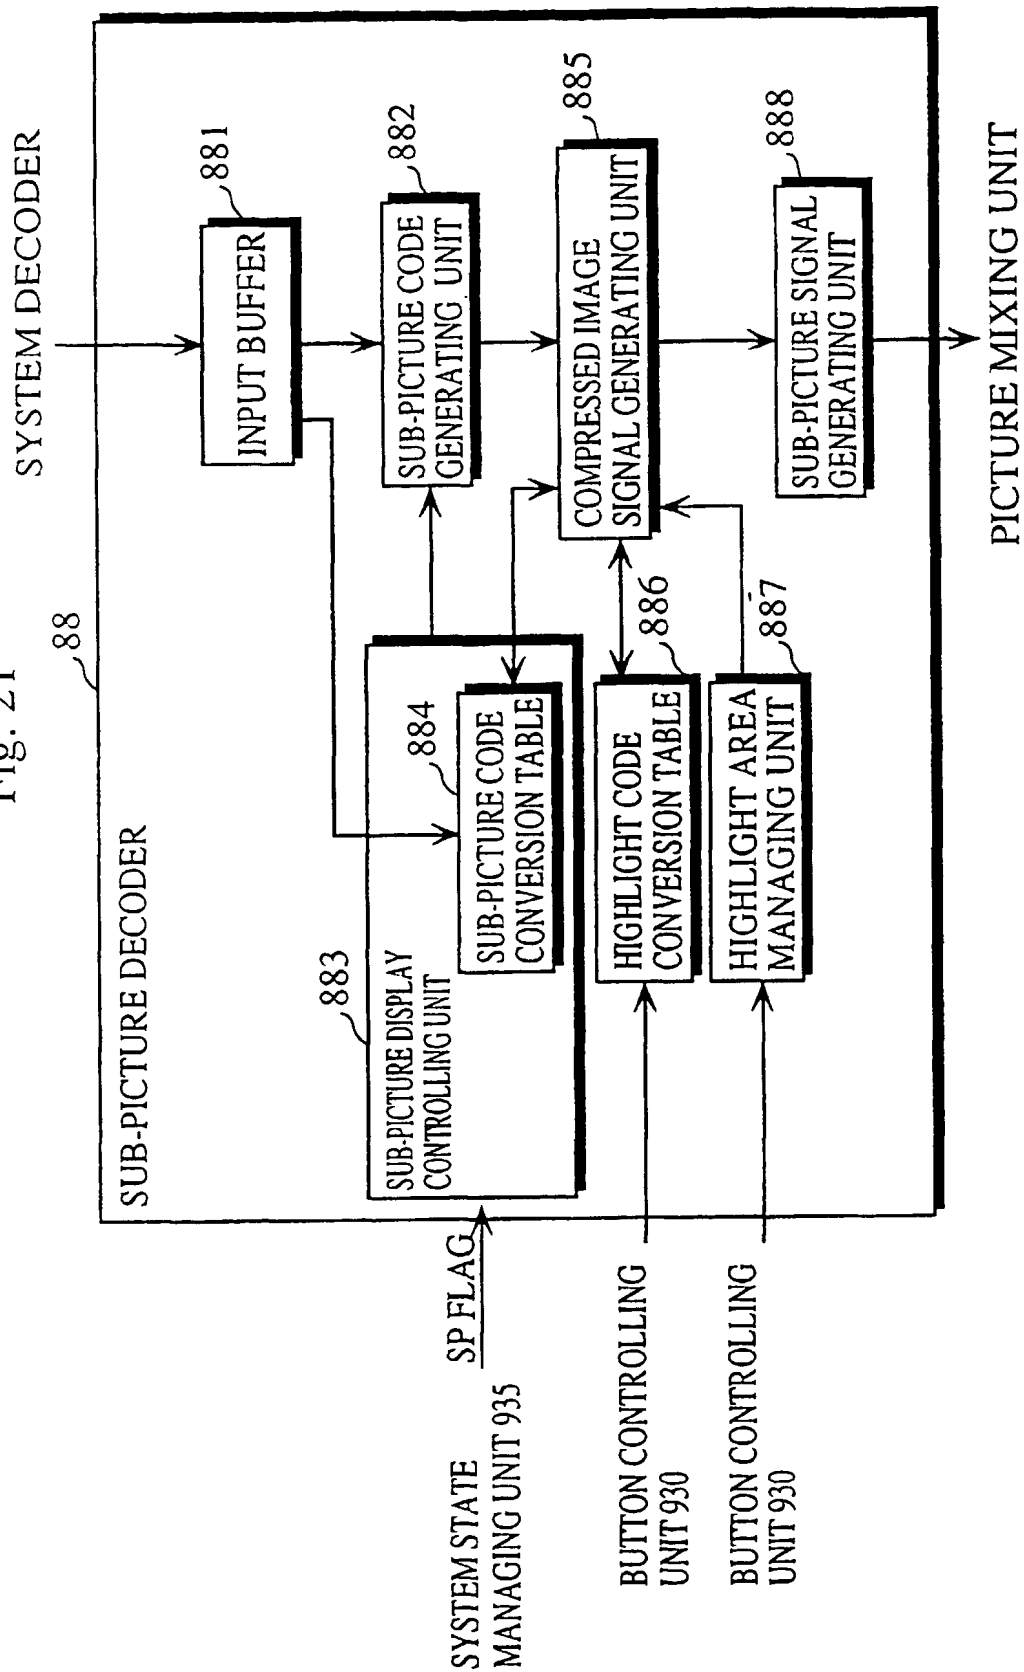 Fig. 21
SUB-PICTURE DECODER
88
SYSTEM DECODER
INPUT BUFFER
881
SUB-PICTURE CODE
GENERATING UNIT
882
SUB-PICTURE DISPLAY
CONTROLLING UNIT
883
SUB-PICTURE CODE
CONVERSION TABLE
884
COMPRESSED IMAGE
SIGNAL GENERATING UNIT
885
HIGHLIGHT CODE
CONVERSION TABLE
886
HIGHLIGHT AREA
MANAGING UNIT
887
SUB-PICTURE SIGNAL
GENERATING UNIT
888
PICTURE MIXING UNIT
SYSTEM STATE
MANAGING UNIT 935
SP FLAG
BUTTON CONTROLLING
UNIT 930
BUTTON CONTROLLING
UNIT 930